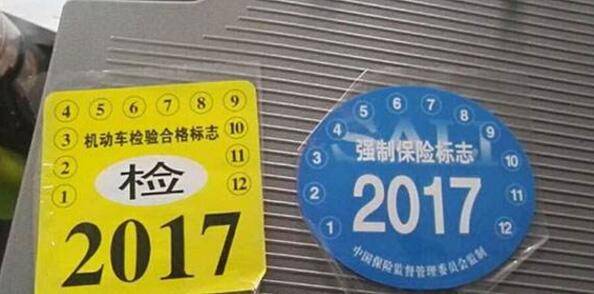 4 5 6 7 8 9
3 机动车检验合格标志 10
2 检 11
1 12
2017
5 6 7 8
4 9
3 强制保险标志 10
2 2017 11
1 12
中国保险监督管理委员会监制